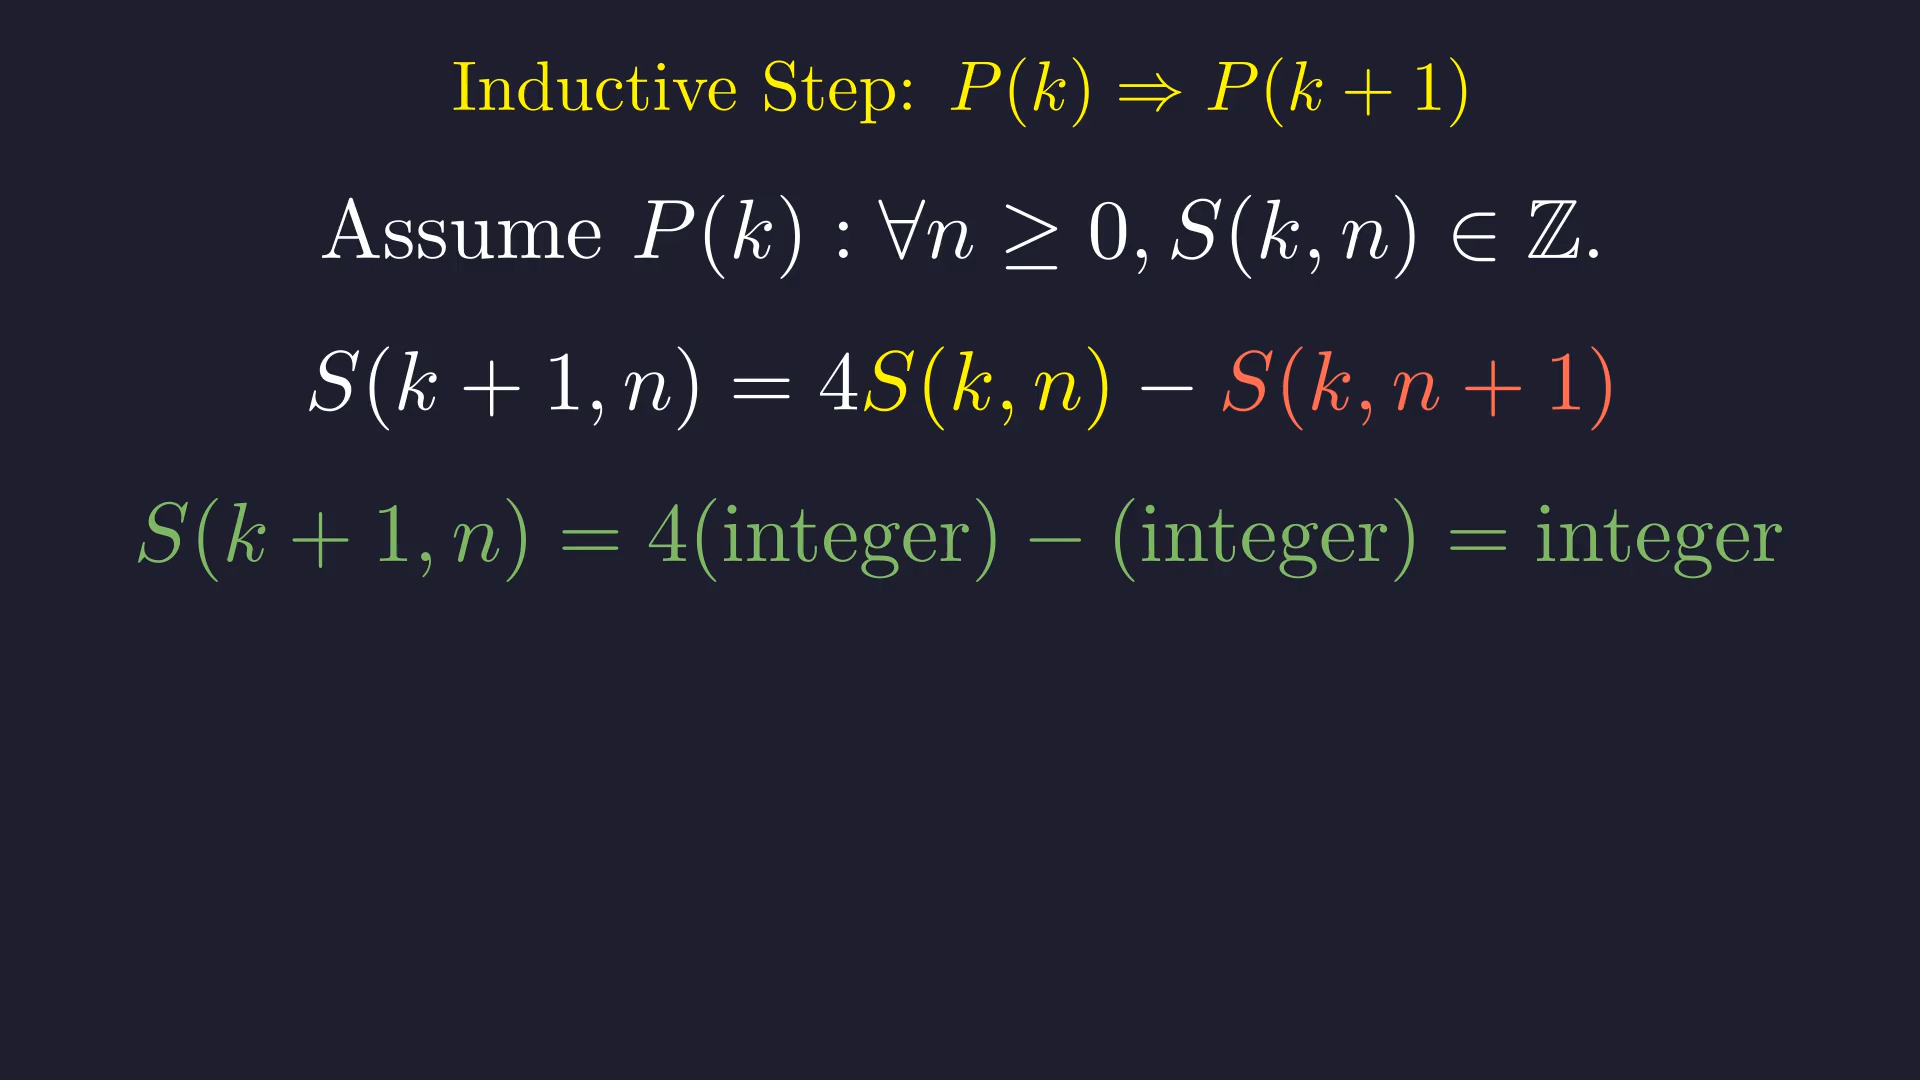 Inductive Step: P(k) ⇒ P(k + 1)
Assume P(k) : ∀n ≥ 0, S(k, n) ∈ ℤ.
S(k + 1, n) = 4S(k, n) − S(k, n + 1)
S(k + 1, n) = 4(integer) − (integer) = integer